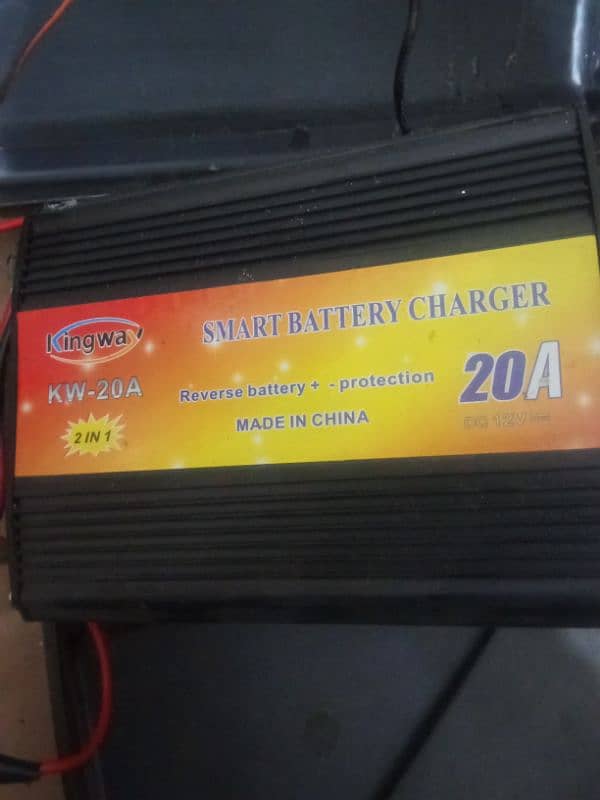 Kingway
SMART BATTERY CHARGER
KW-20A
Reverse battery + - protection
20A
2 IN 1
MADE IN CHINA
DC 12V